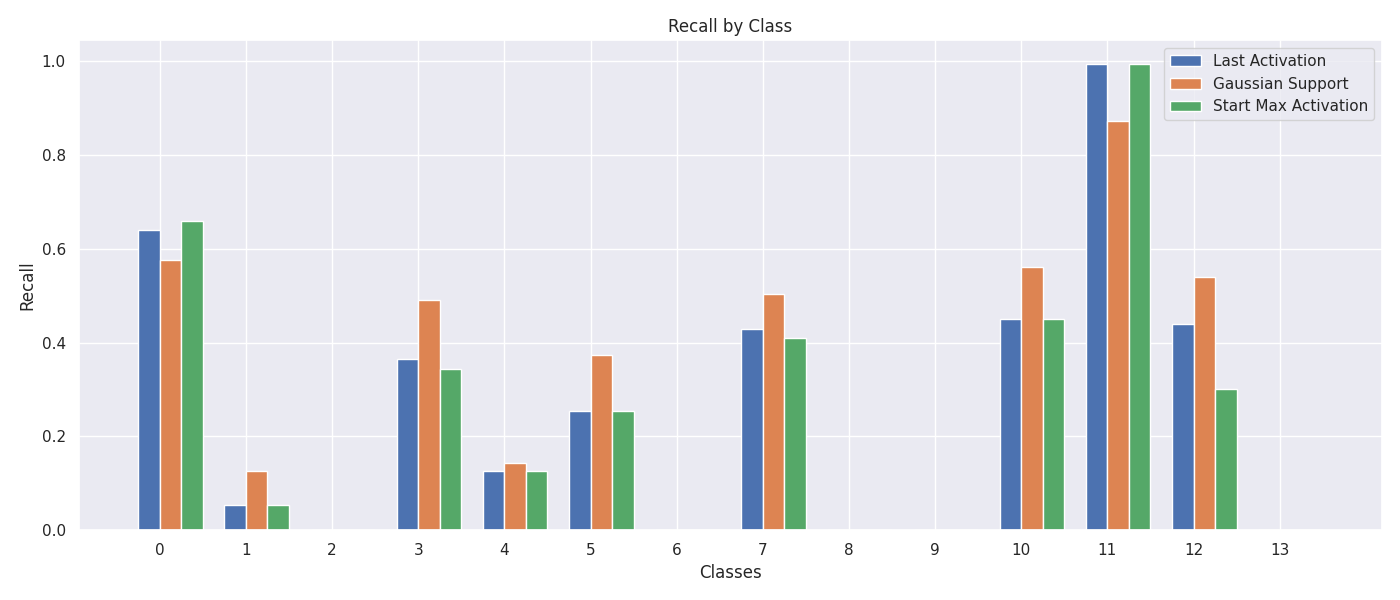 Recall by Class
Last Activation
Gaussian Support
Start Max Activation
Recall
1.0
0.8
0.6
0.4
0.2
0.0
0 1 2 3 4 5 6 7 8 9 10 11 12 13
Classes